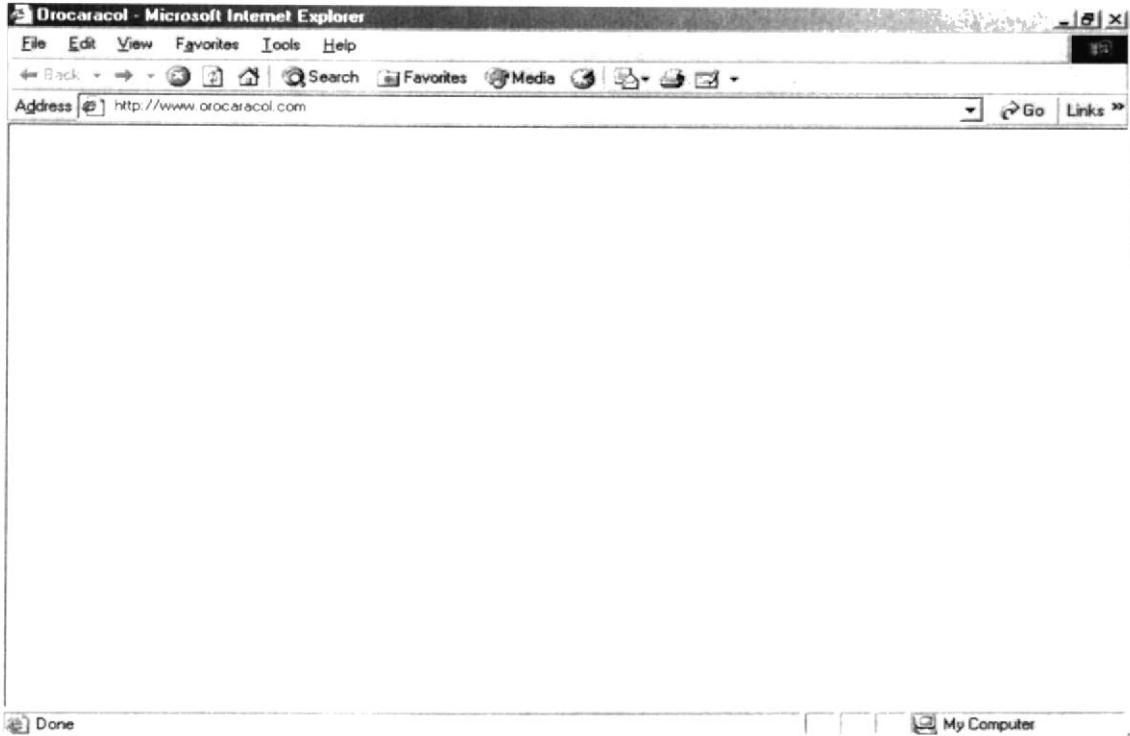 Orocaracol - Microsoft Internet Explorer
File Edit View Favorites Tools Help
Back Search Favorites Media
Address http://www.orocaracol.com Go Links »
Done My Computer